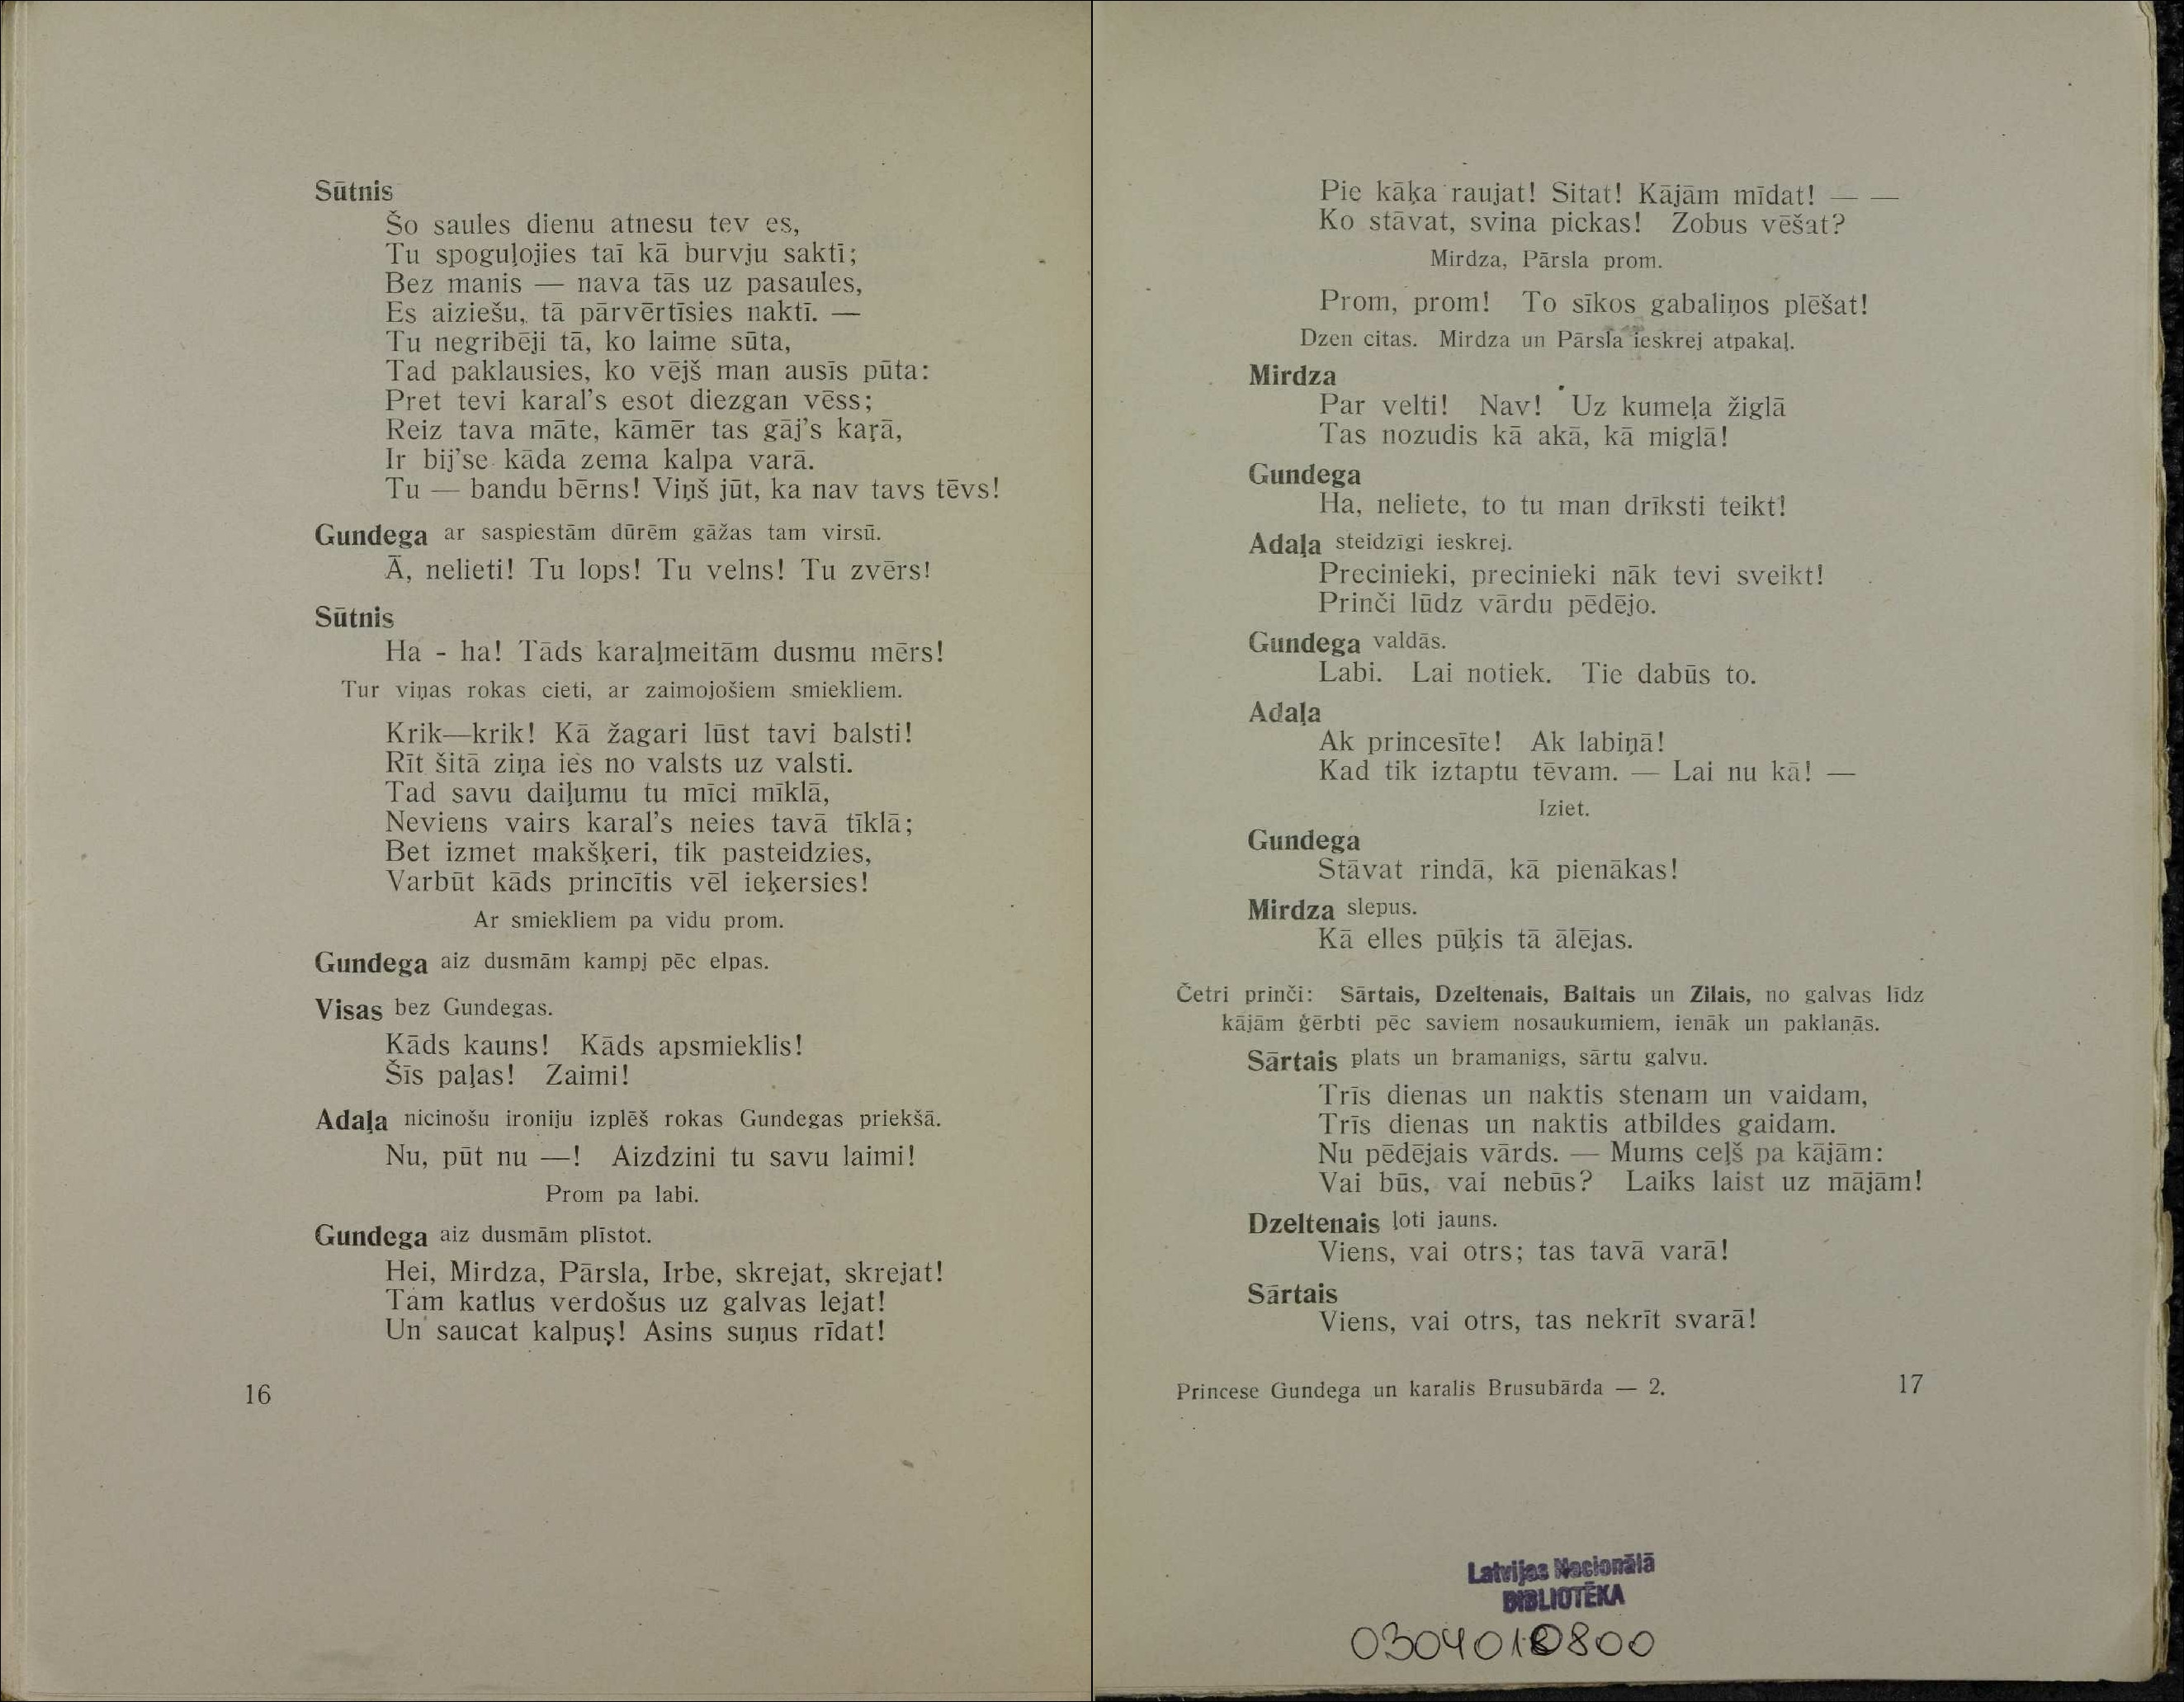 Sūtnis
Šo saules dienu atnesu tev es,
Tu spoguļojies taī kā burvju saktī;
Bez manis — nava tās uz pasaules,
Es aiziešu, tā pārvērtīsies naktī. —
Tu negribēji tā, ko laime sūta,
Tad paklausies, ko vējš man ausīs pūta:
Pret tevi karal's esot diezgan vēss;
Reiz tava māte, kāmēr tas gāj's kaŗā,
Ir bij'se kāda zema kalpa varā.
Tu — bandu bērns! Viņš jūt, ka nav tavs tēvs!
Gundega ar saspiestām dūrēm gāžas tam virsū.
Ā, nelieti! Tu lops! Tu velns! Tu zvērs!
Sūtnis
Ha - ha! Tāds karaļmeitām dusmu mērs!
Tur viņas rokas cieti, ar zaimojošiem smiekliem.
Krik—krik! Kā žagari lūst tavi balsti!
Rīt šitā ziņa ies no valsts uz valsti.
Tad savu daiļumu tu mīci mīklā,
Neviens vairs karal's neies tavā tīklā;
Bet izmet makšķeri, tik pasteidzies,
Varbūt kāds princītis vēl ieķersies!
Ar smiekliem pa vidu prom.
Gundega aiz dusmām kampj pēc elpas.
Visas bez Gundegas.
Kāds kauns! Kāds apsmieklis!
Šīs paļas! Zaimi!
Adaļa nicinošu ironiju izplēš rokas Gundegas priekšā.
Nu, pūt nu —! Aizdzini tu savu laimi!
Prom pa labi.
Gundega aiz dusmām plīstot.
Hei, Mirdza, Pārsla, Irbe, skrejat, skrejat!
Tam katlus verdošus uz galvas lejat!
Un saucat kalpus! Asins suņus rīdat!
16
Pie kāķa raujat! Sitat! Kājām mīdat! — —
Ko stāvat, svina pickas! Zobus vēšat?
Mirdza, Pārsla prom.
Prom, prom! To sīkos gabaliņos plēšat!
Dzen citas. Mirdza un Pārsla ieskrej atpakaļ.
Mirdza
Par velti! Nav! Uz kumeļa žiglā
Tas nozudis kā akā, kā miglā!
Gundega
Ha, neliete, to tu man drīksti teikt!
Adaļa steidzīgi ieskrej.
Precinieki, precinieki nāk tevi sveikt!
Prinči lūdz vārdu pēdējo.
Gundega valdās.
Labi. Lai notiek. Tie dabūs to.
Adaļa
Ak princesīte! Ak labiņā!
Kad tik iztaptu tēvam. — Lai nu kā! —
Iziet.
Gundega
Stāvat rindā, kā pienākas!
Mirdza slepus.
Kā elles pūķis tā ālējas.
Četri prinči: Sārtais, Dzeltenais, Baltais un Zilais, no galvas līdz
kājām ģērbti pēc saviem nosaukumiem, ienāk un paklanās.
Sārtais plats un bramanigs, sārtu galvu.
Trīs dienas un naktis stenam un vaidam,
Trīs dienas un naktis atbildes gaidam.
Nu pēdējais vārds. — Mums ceļš pa kājām:
Vai būs, vai nebūs? Laiks laist uz mājām!
Dzeltenais ļoti jauns.
Viens, vai otrs; tas tavā varā!
Sārtais
Viens, vai otrs, tas nekrīt svarā!
Princese Gundega un karalis Brusubārda — 2.
17
Latvijas Nacionālā
BIBLIOTĒKA